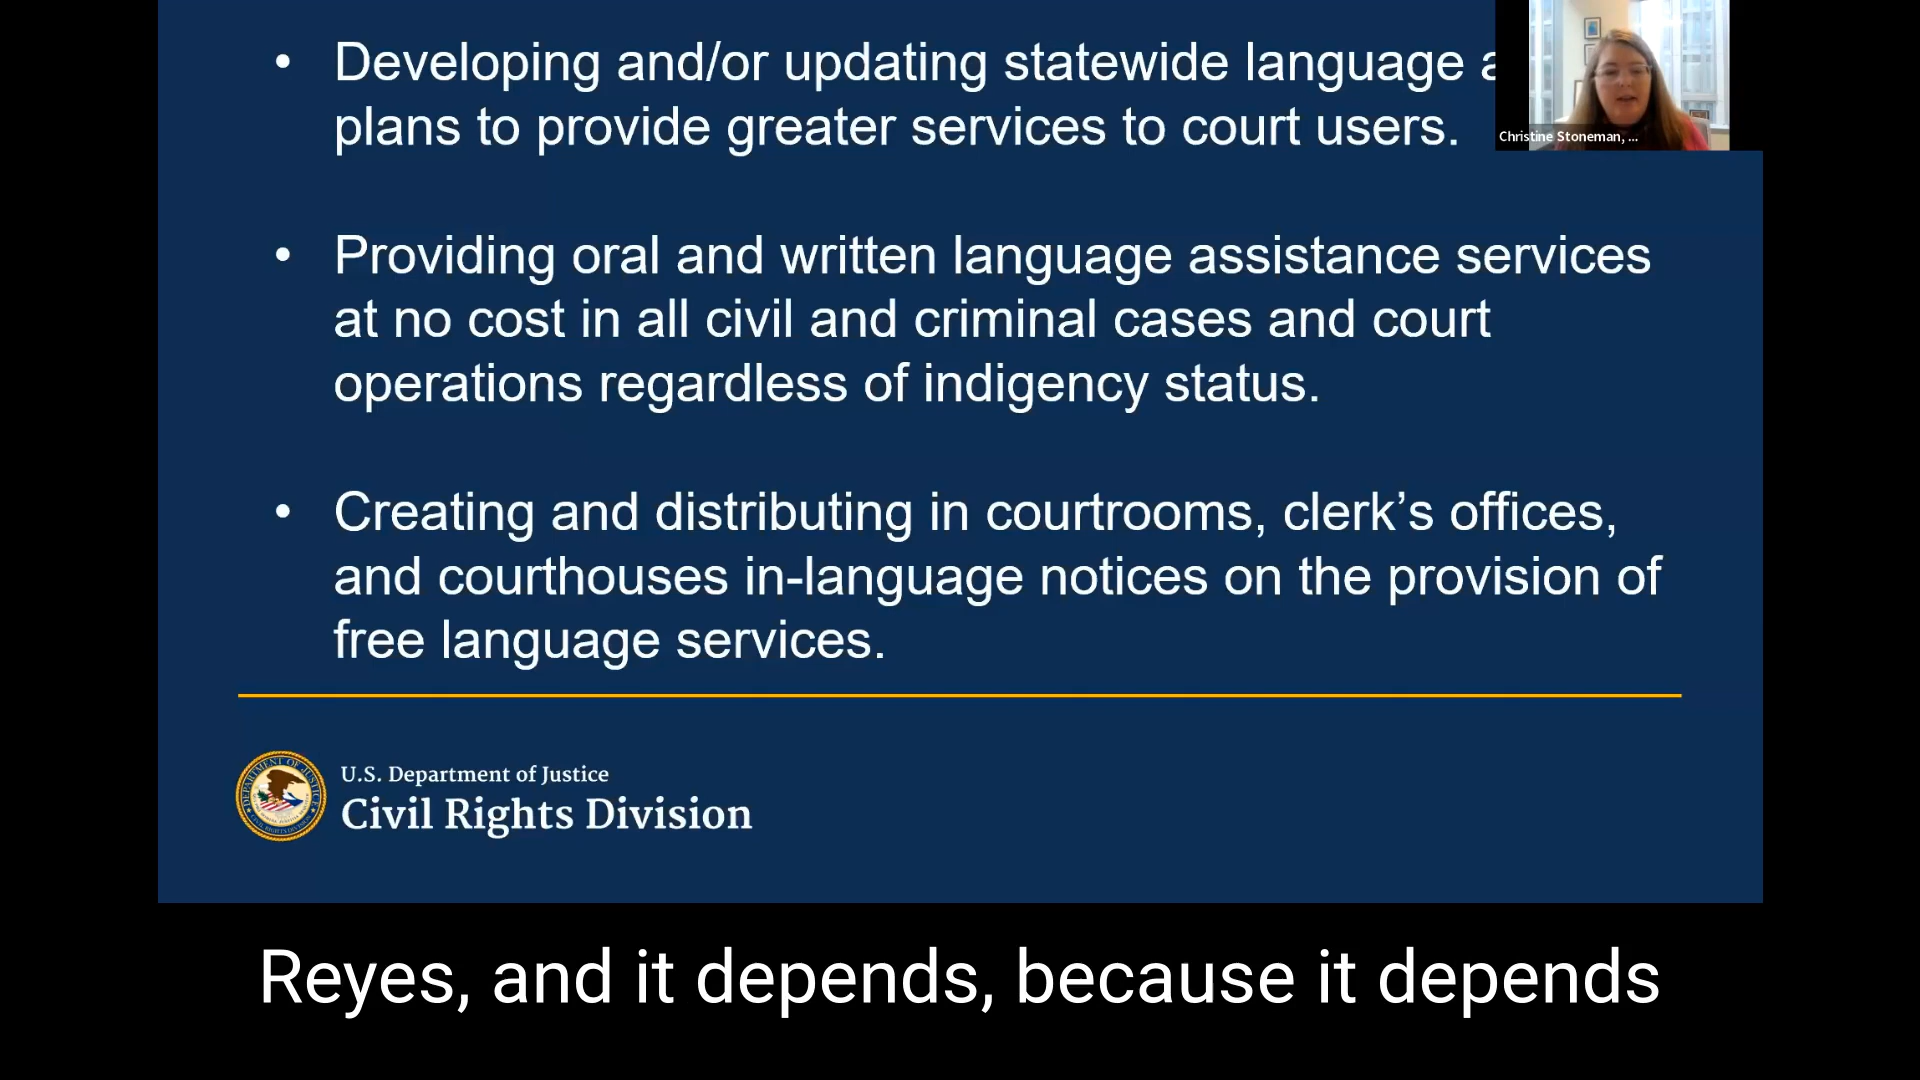 • Developing and/or updating statewide language
plans to provide greater services to court users.
Christine Stoneman, ...
• Providing oral and written language assistance services
at no cost in all civil and criminal cases and court
operations regardless of indigency status.
• Creating and distributing in courtrooms, clerk’s offices,
and courthouses in-language notices on the provision of
free language services.
U.S. Department of Justice
Civil Rights Division
Reyes, and it depends, because it depends